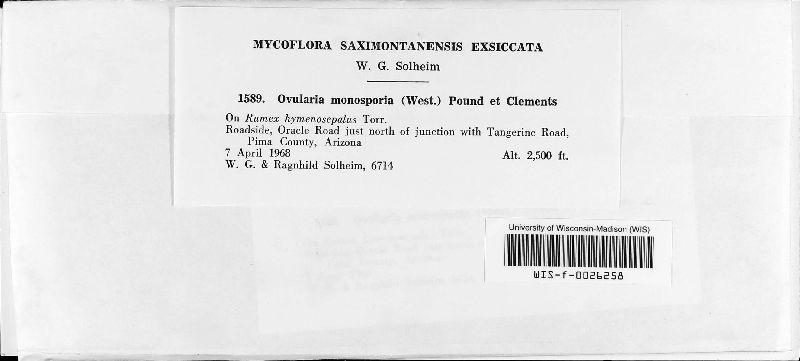 MYCOFLORA SAXIMONTANENSIS EXSICCATA
W. G. Solheim
1589. Ovularia monosporia (West.) Pound et Clements
On Rumex hymenosepalus Torr.
Roadside, Oracle Road just north of junction with Tangerine Road,
Pima County, Arizona
7 April 1968 Alt. 2,500 ft.
W. G. & Ragnhild Solheim, 6714
University of Wisconsin-Madison (WIS)
WIS-f-0026258